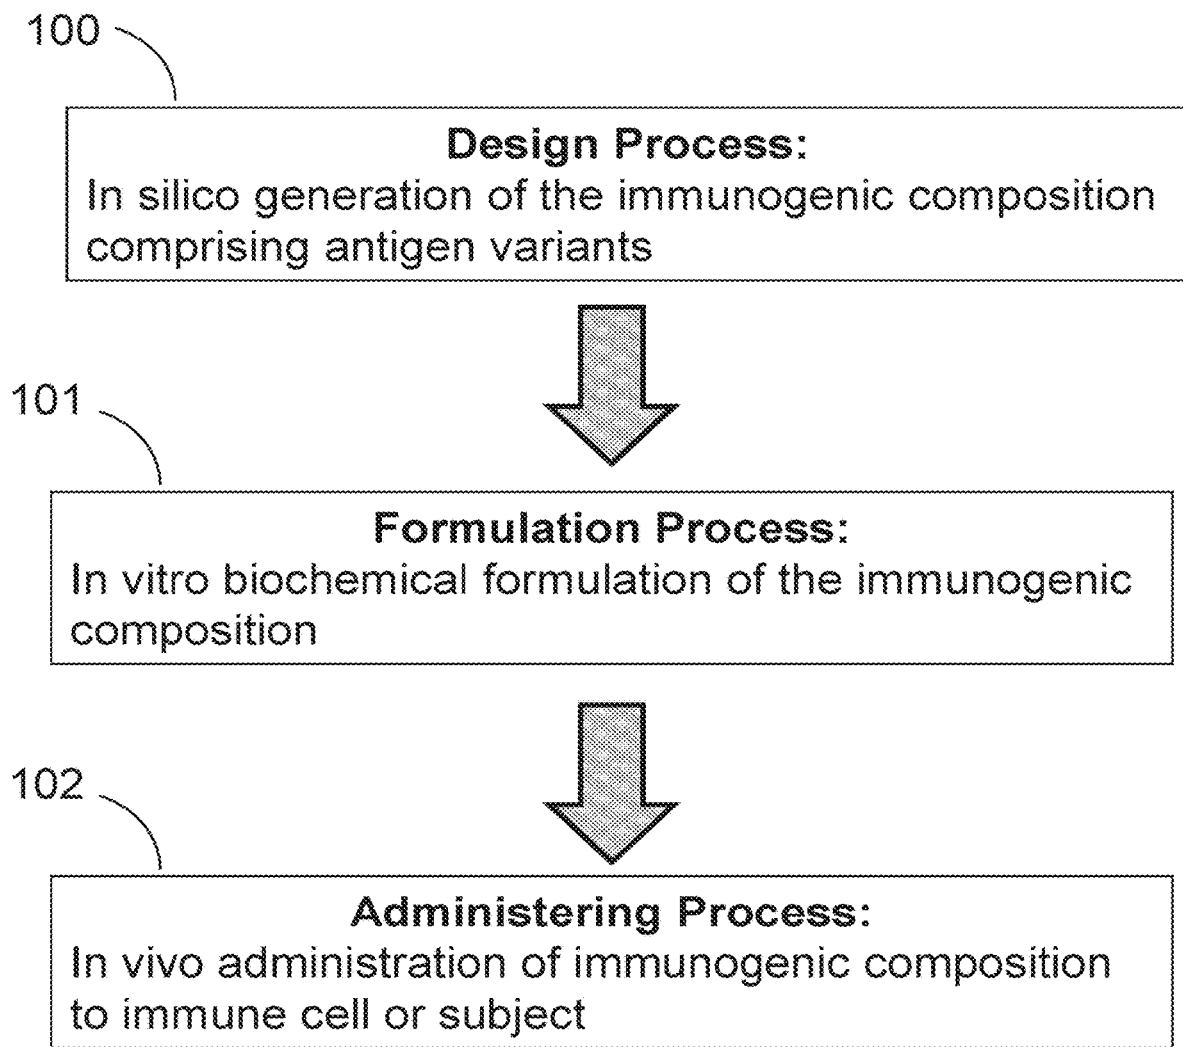 100
Design Process:
In silico generation of the immunogenic composition
comprising antigen variants
101
Formulation Process:
In vitro biochemical formulation of the immunogenic
composition
102
Administering Process:
In vivo administration of immunogenic composition
to immune cell or subject